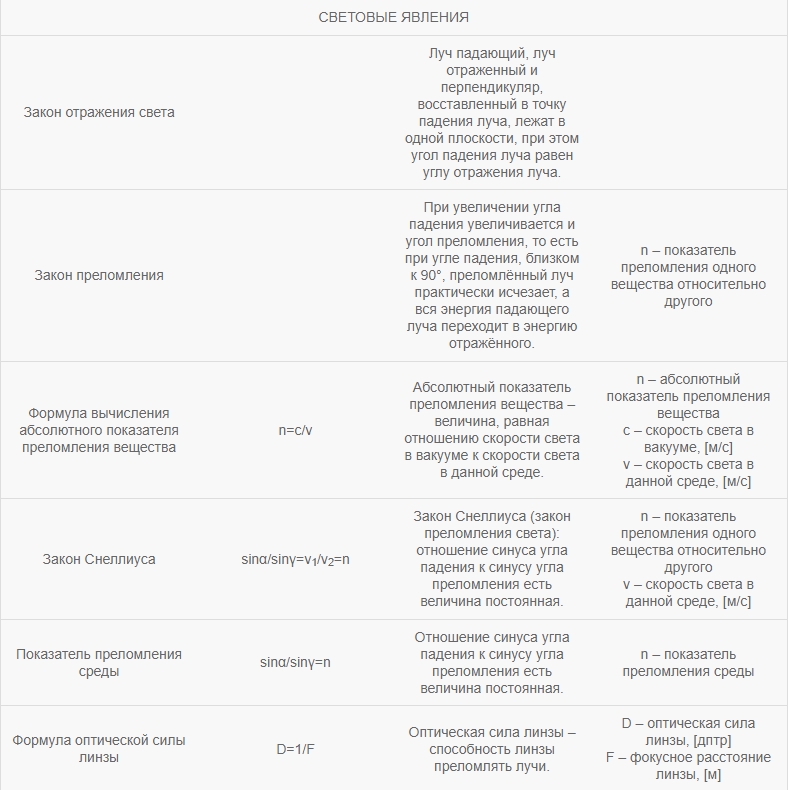 СВЕТОВЫЕ ЯВЛЕНИЯ
Закон отражения света
Луч падающий, луч
отраженный и
перпендикуляр,
восставленный в точку
падения луча, лежат в
одной плоскости, при этом
угол падения луча равен
углу отражения луча.
Закон преломления
При увеличении угла
падения увеличивается и
угол преломления, то есть
при угле падения, близком
к 90°, преломлённый луч
практически исчезает, а
вся энергия падающего
луча переходит в энергию
отражённого.
n – показатель
преломления одного
вещества относительно
другого
Формула вычисления
абсолютного показателя
преломления вещества
n=c/v
Абсолютный показатель
преломления вещества –
величина, равная
отношению скорости света
в вакууме к скорости света
в данной среде.
n – абсолютный
показатель преломления
вещества
c – скорость света в
вакууме, [м/с]
v – скорость света в
данной среде, [м/с]
Закон Снеллиуса
sinα/sinγ=v₁/v₂=n
Закон Снеллиуса (закон
преломления света):
отношение синуса угла
падения к синусу угла
преломления есть
величина постоянная.
n – показатель
преломления одного
вещества относительно
другого
v – скорость света в
данной среде, [м/с]
Показатель преломления
среды
sinα/sinγ=n
Отношение синуса угла
падения к синусу угла
преломления есть
величина постоянная.
n – показатель
преломления среды
Формула оптической силы
линзы
D=1/F
Оптическая сила линзы –
способность линзы
преломлять лучи.
D – оптическая сила
линзы, [дптр]
F – фокусное расстояние
линзы, [м]